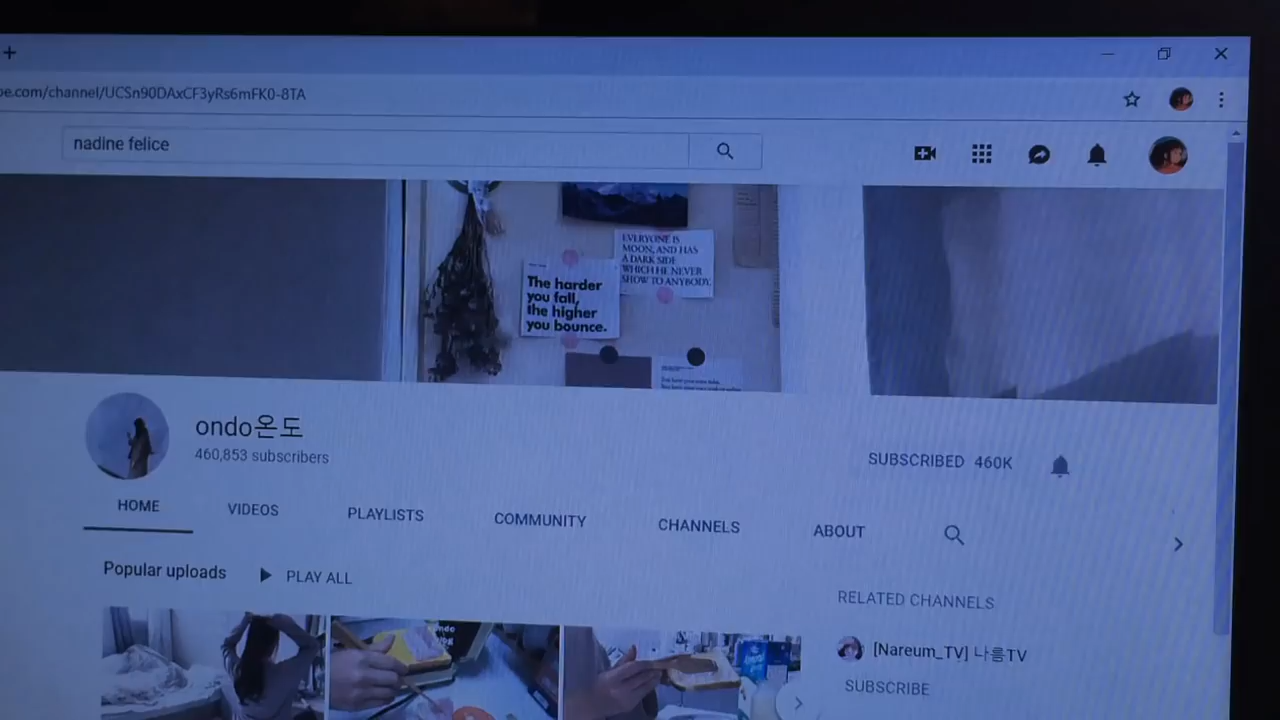 be.com/channel/UCSn90DAxCF3yRs6mFK0-8TA
nadine felice
EVERYONE IS
MOON, AND HAS
A DARK SIDE
WHICH HE NEVER
SHOW TO ANYBODY.
The harder
you fall,
the higher
you bounce.
ondo온도
460,853 subscribers
SUBSCRIBED 460K
HOME VIDEOS PLAYLISTS COMMUNITY CHANNELS ABOUT
Popular uploads PLAY ALL
RELATED CHANNELS
[Nareum_TV] 나름TV
SUBSCRIBE